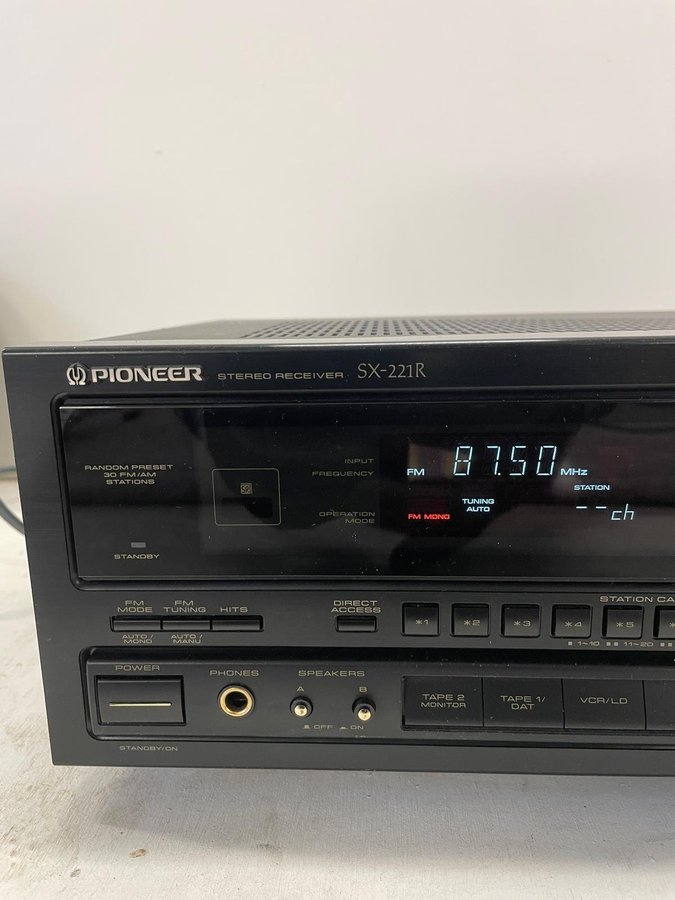 PIONEER STEREO RECEIVER SX-221R
RANDOM PRESET
30 FM/AM
STATIONS
INPUT
FREQUENCY
OPERATION
MODE
STANDBY
FM 87.50 MHz
STATION
FM MONO
TUNING
AUTO
--ch
FM
MODE
AUTO/
MONO
FM
TUNING
AUTO/
MANU
HITS
DIRECT
ACCESS
STATION CA
*1 *2 *3 *4 *5
1~10 11~20
POWER
STANDBY/ON
PHONES
SPEAKERS
A B
OFF ON
TAPE 2
MONITOR
TAPE 1/
DAT
VCR/LD